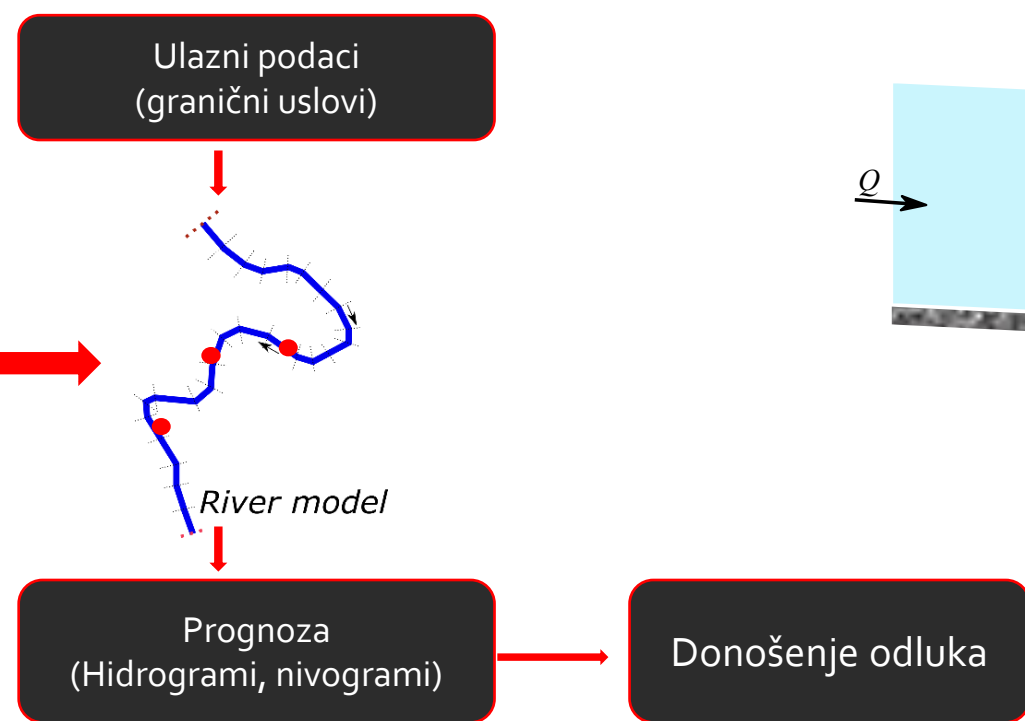 Ulazni podaci
(granični uslovi)
Q
River model
Prognoza
(Hidrogrami, nivogrami)
Donošenje odluka